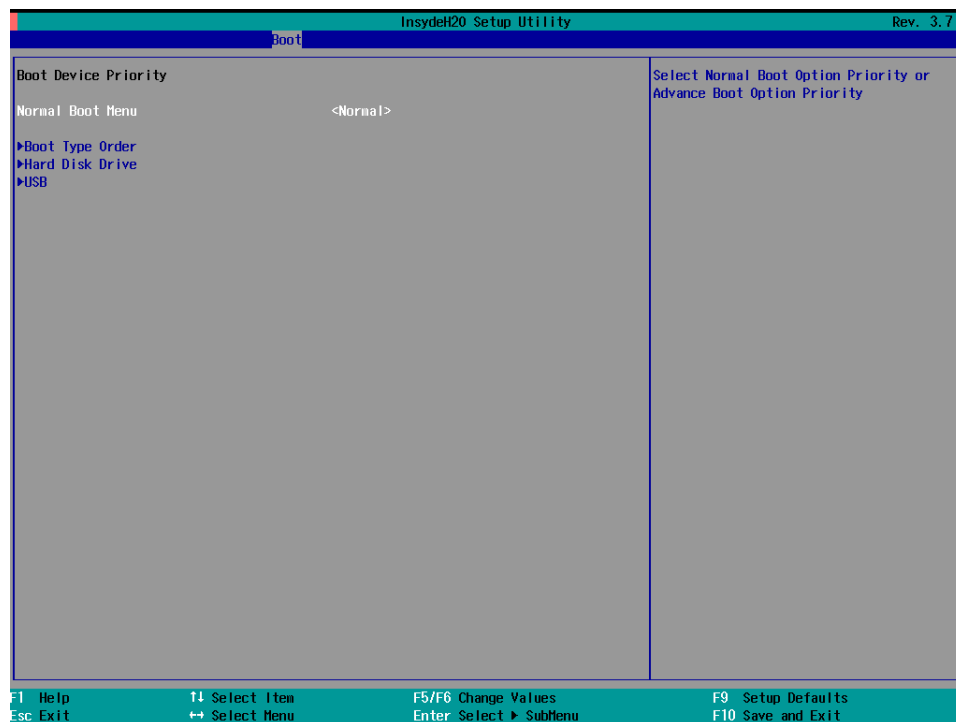 InsydeH20 Setup Utility Rev. 3.7
Boot
Boot Device Priority
Normal Boot Menu <Normal>
▶Boot Type Order
▶Hard Disk Drive
▶USB
Select Normal Boot Option Priority or
Advance Boot Option Priority
F1 Help ↑↓ Select Item F5/F6 Change Values F9 Setup Defaults
Esc Exit ↔ Select Menu Enter Select ▶ SubMenu F10 Save and Exit